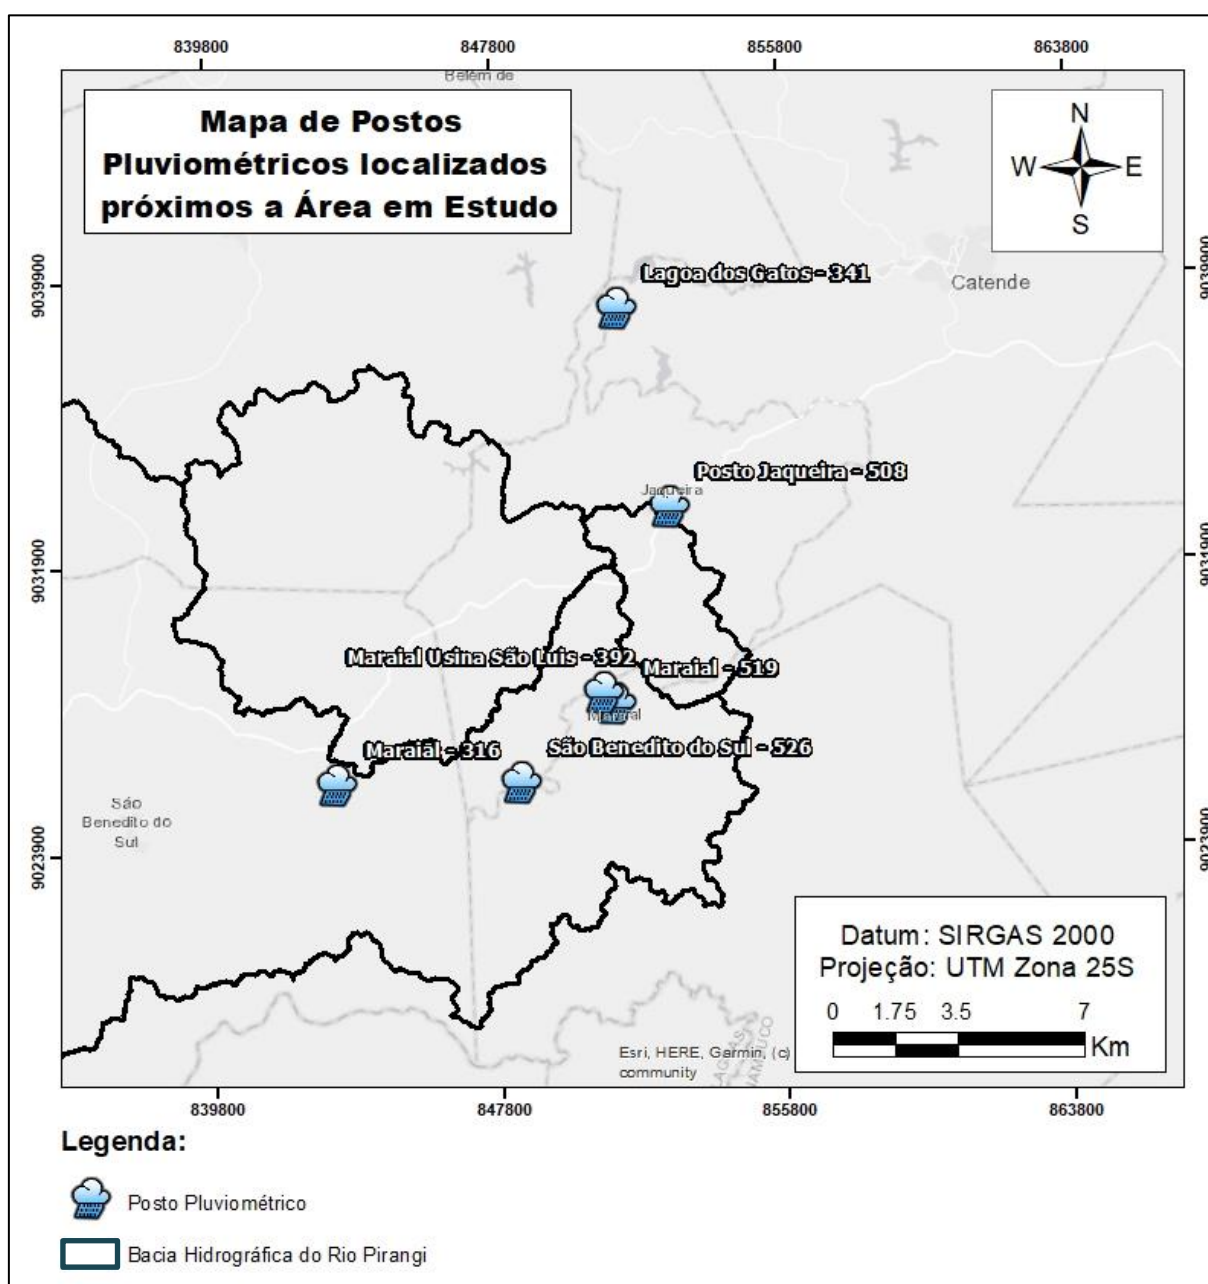 839800
847800
855800
863800
Belém de
Mapa de Postos
Pluviométricos localizados
próximos a Área em Estudo
N
W
E
S
9039900
9039900
Lagoa dos Gatos - 341
Catende
Posto Jaqueira - 508
Jaqueira
9031900
9031900
Maraial Usina São Luis - 392
Maraial - 519
Maraial
Maraial - 316
São Benedito do Sul - 526
São
Benedito do
Sul
9023900
9023900
Datum: SIRGAS 2000
Projeção: UTM Zona 25S
0 1.75 3.5 7
Km
Esri, HERE, Garmin, (c)
community
839800
847800
855800
863800
Legenda:
Posto Pluviométrico
Bacia Hidrográfica do Rio Pirangi